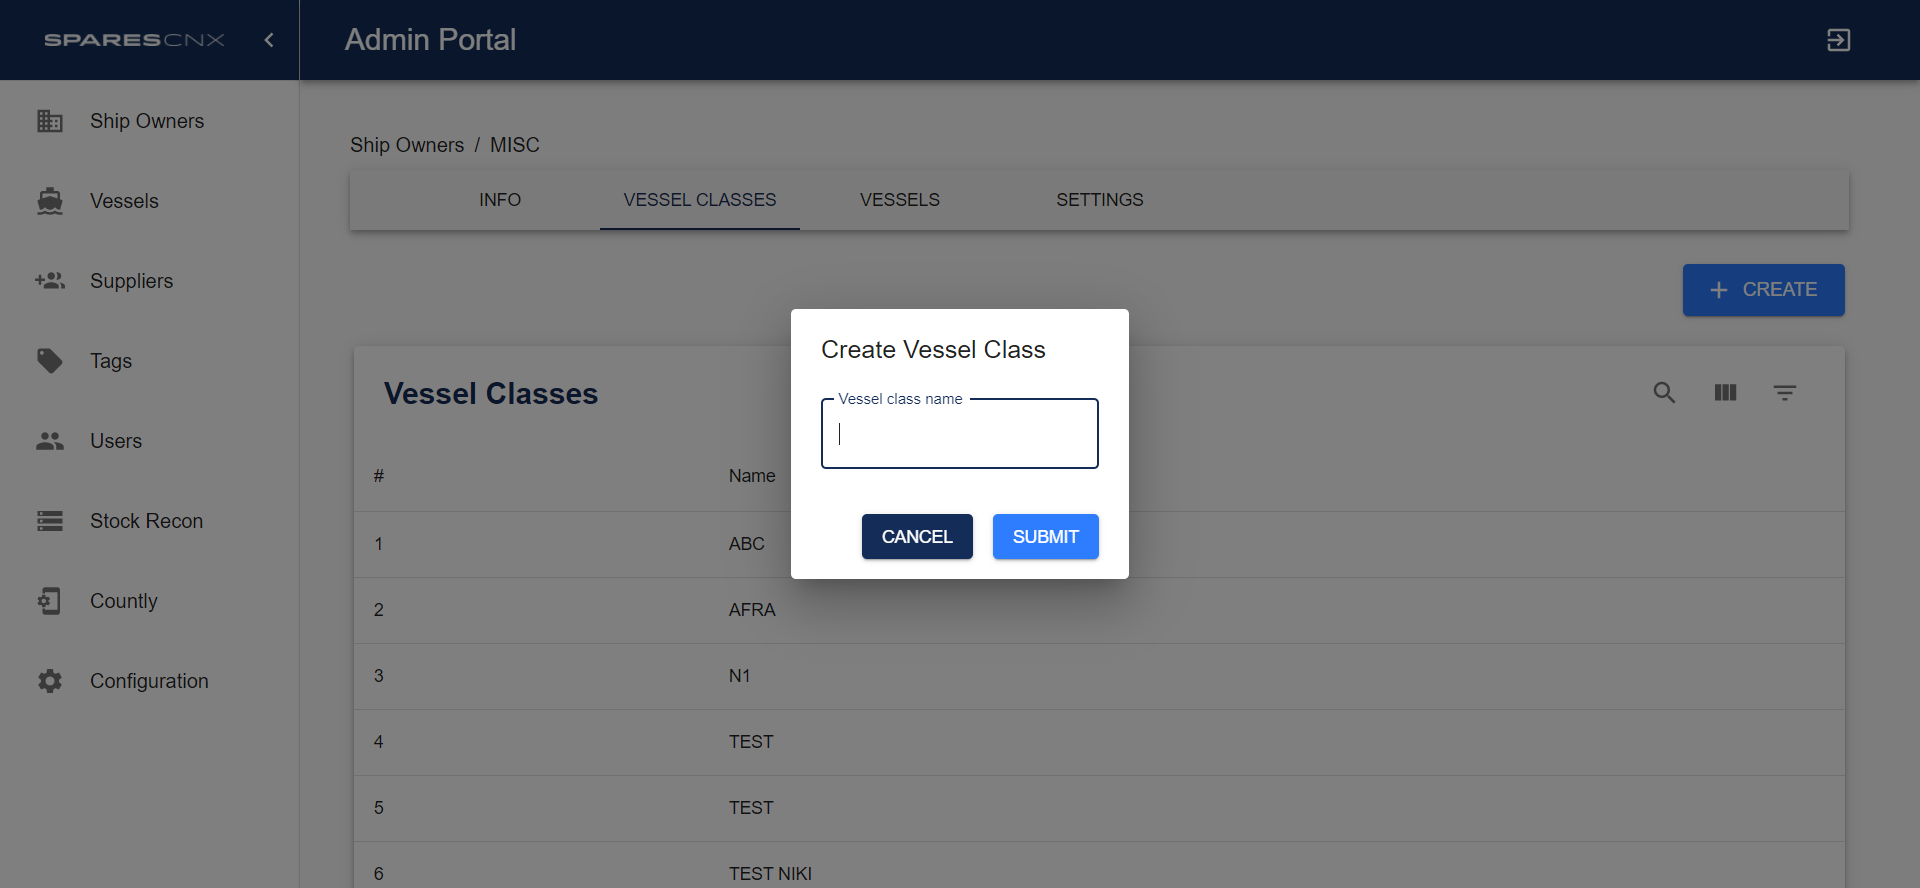 SPARESCNX
Admin Portal
Ship Owners
Vessels
Suppliers
Tags
Users
Stock Recon
Countly
Configuration
Ship Owners / MISC
INFO VESSEL CLASSES VESSELS SETTINGS
+ CREATE
Vessel Classes
# Name
1 ABC
2 AFRA
3 N1
4 TEST
5 TEST
6 TEST NIKI
Create Vessel Class
Vessel class name
CANCEL SUBMIT